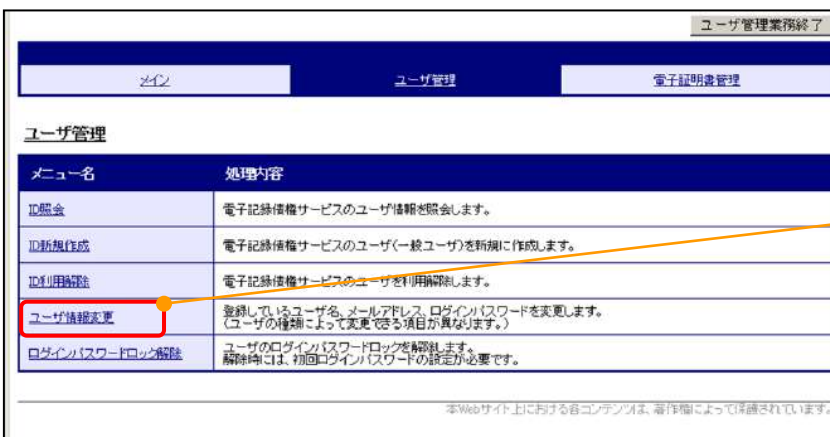 ユーザ管理業務終了
メイン
ユーザ管理
電子証明書管理
ユーザ管理
メニュー名
処理内容
ID照会
電子記録債権サービスのユーザ情報を照会します。
ID新規作成
電子記録債権サービスのユーザ(一般ユーザ)を新規に作成します。
ID利用解除
電子記録債権サービスのユーザを利用解除します。
ユーザ情報変更
登録しているユーザ名、メールアドレス、ログインパスワードを変更します。
(ユーザの種類によって変更できる項目が異なります。)
ログインパスワードロック解除
ユーザのログインパスワードロックを解除します。
解除時には、初回ログインパスワードの設定が必要です。
本Webサイト上における各コンテンツは、著作権によって保護されています。